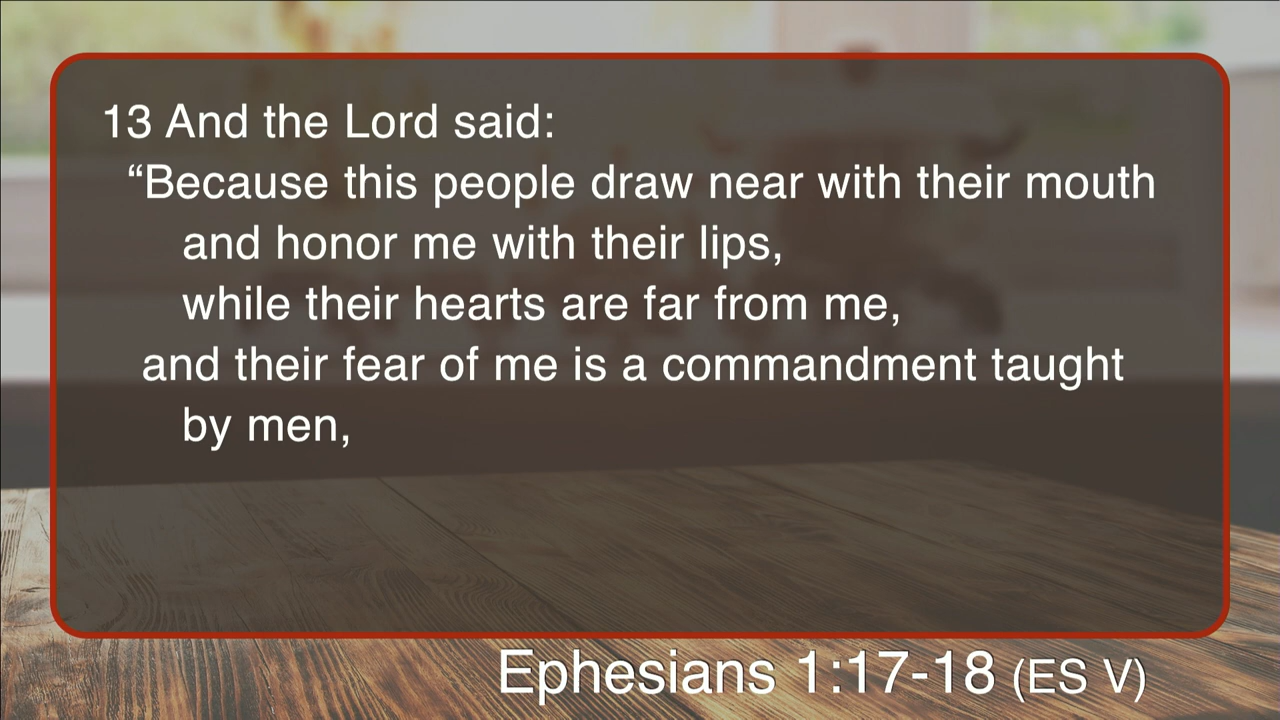 13 And the Lord said:
“Because this people draw near with their mouth
and honor me with their lips,
while their hearts are far from me,
and their fear of me is a commandment taught
by men,
Ephesians 1:17-18 (ES V)